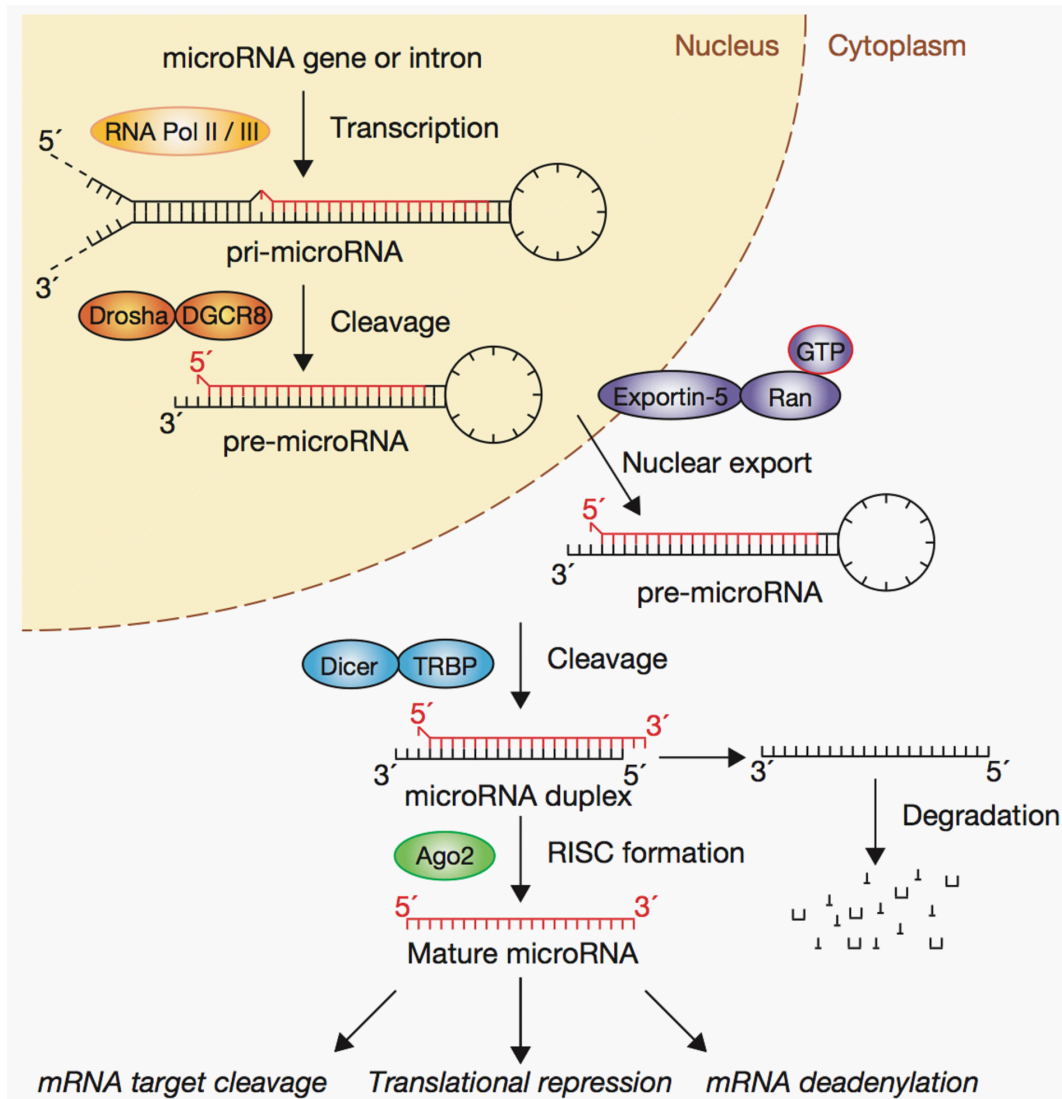 Nucleus
Cytoplasm
microRNA gene or intron
RNA Pol II / III
Transcription
5´
3´
pri-microRNA
Drosha
DGCR8
Cleavage
5´
3´
pre-microRNA
GTP
Exportin-5
Ran
Nuclear export
5´
3´
pre-microRNA
Dicer
TRBP
Cleavage
5´
3´
3´
5´
microRNA duplex
3´
5´
Degradation
Ago2
RISC formation
5´
3´
Mature microRNA
mRNA target cleavage
Translational repression
mRNA deadenylation